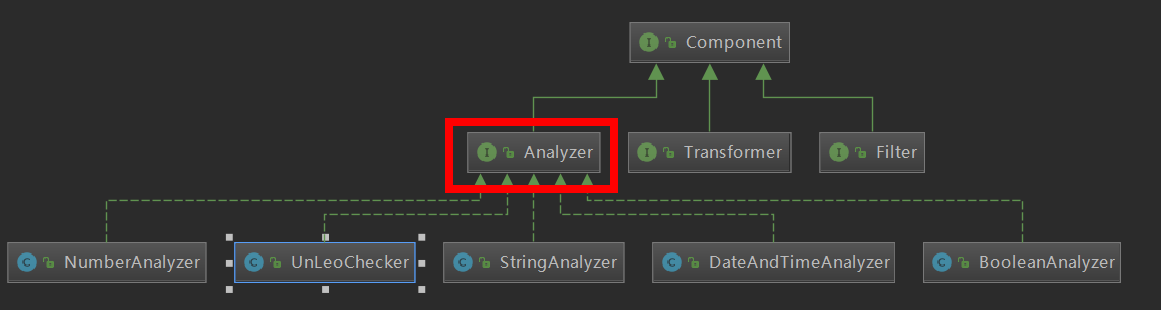 I Component
I Analyzer
I Transformer
I Filter
C NumberAnalyzer
C UnLeoChecker
C StringAnalyzer
C DateAndTimeAnalyzer
C BooleanAnalyzer